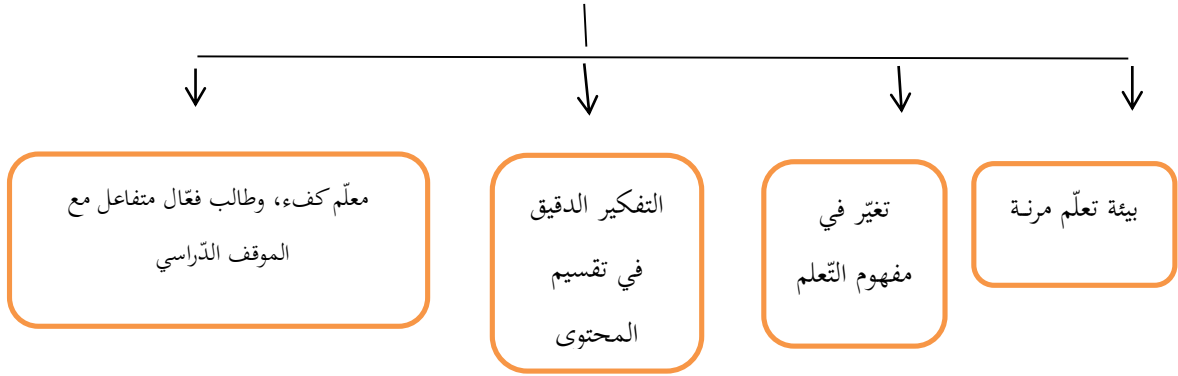 بيئة تعلّم مرنة
تغيّر في
مفهوم التّعلم
التفكير الدقيق
في تقسيم
المحتوى
معلّم كفء، وطالب فعّال متفاعل مع
الموقف الدّراسي